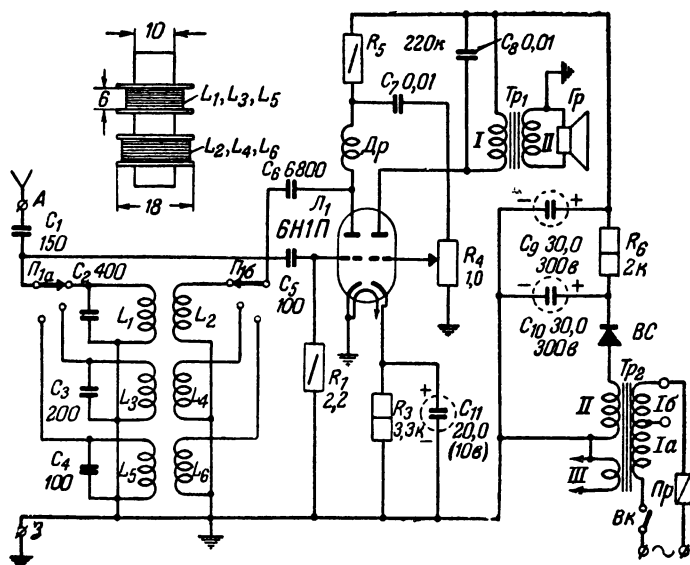 10
6
L₁, L₃, L₅
L₂, L₄, L₆
18
R₅
220к
C₈ 0,01
C₇ 0,01
Др
Тр₁
I
II
Гр
C₆ 6800
Л₁
6Н1П
А
C₁
150
П₁а
C₂ 400
П₁б
C₅
100
R₄
1,0
L₁
L₂
C₃
200
L₃
L₄
C₄
100
L₅
L₆
R₁
2,2
R₃
3,3к
+
−
C₁₁
20,0
(10в)
−
+
C₉ 30,0
300в
R₆
2к
−
+
C₁₀ 30,0
300в
ВС
Тр₂
II
Iб
Iа
III
Пр
Вк
З
~